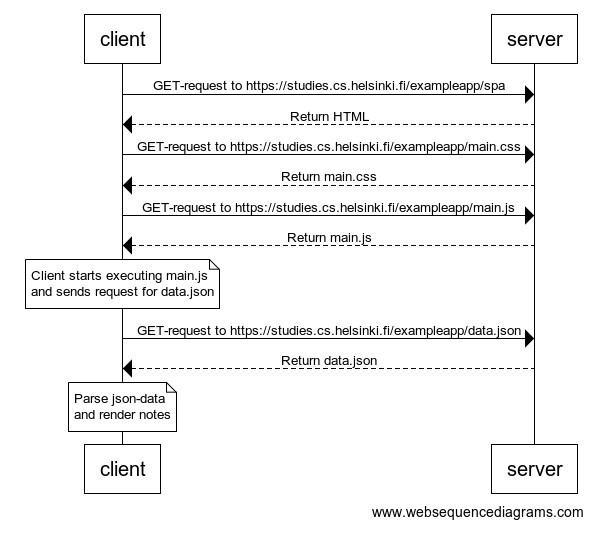 client
server
GET-request to https://studies.cs.helsinki.fi/exampleapp/spa
Return HTML
GET-request to https://studies.cs.helsinki.fi/exampleapp/main.css
Return main.css
GET-request to https://studies.cs.helsinki.fi/exampleapp/main.js
Return main.js
Client starts executing main.js
and sends request for data.json
GET-request to https://studies.cs.helsinki.fi/exampleapp/data.json
Return data.json
Parse json-data
and render notes
client
server
www.websequencediagrams.com